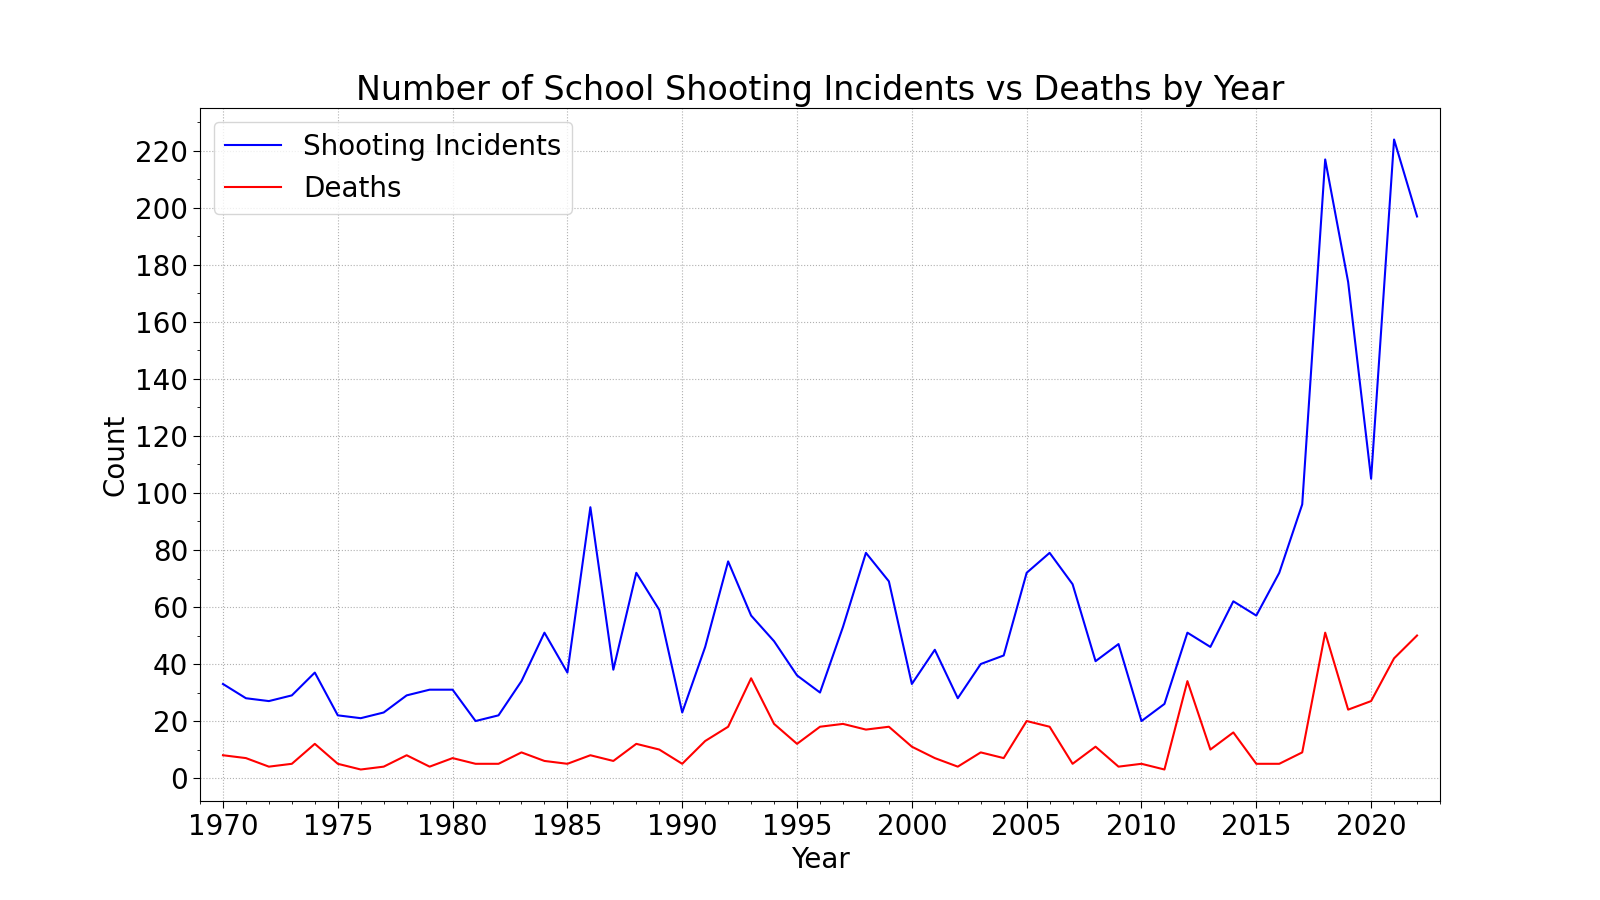 Number of School Shooting Incidents vs Deaths by Year
Shooting Incidents
Deaths
220
200
180
160
140
120
100
80
60
40
20
0
Count
1970 1975 1980 1985 1990 1995 2000 2005 2010 2015 2020
Year